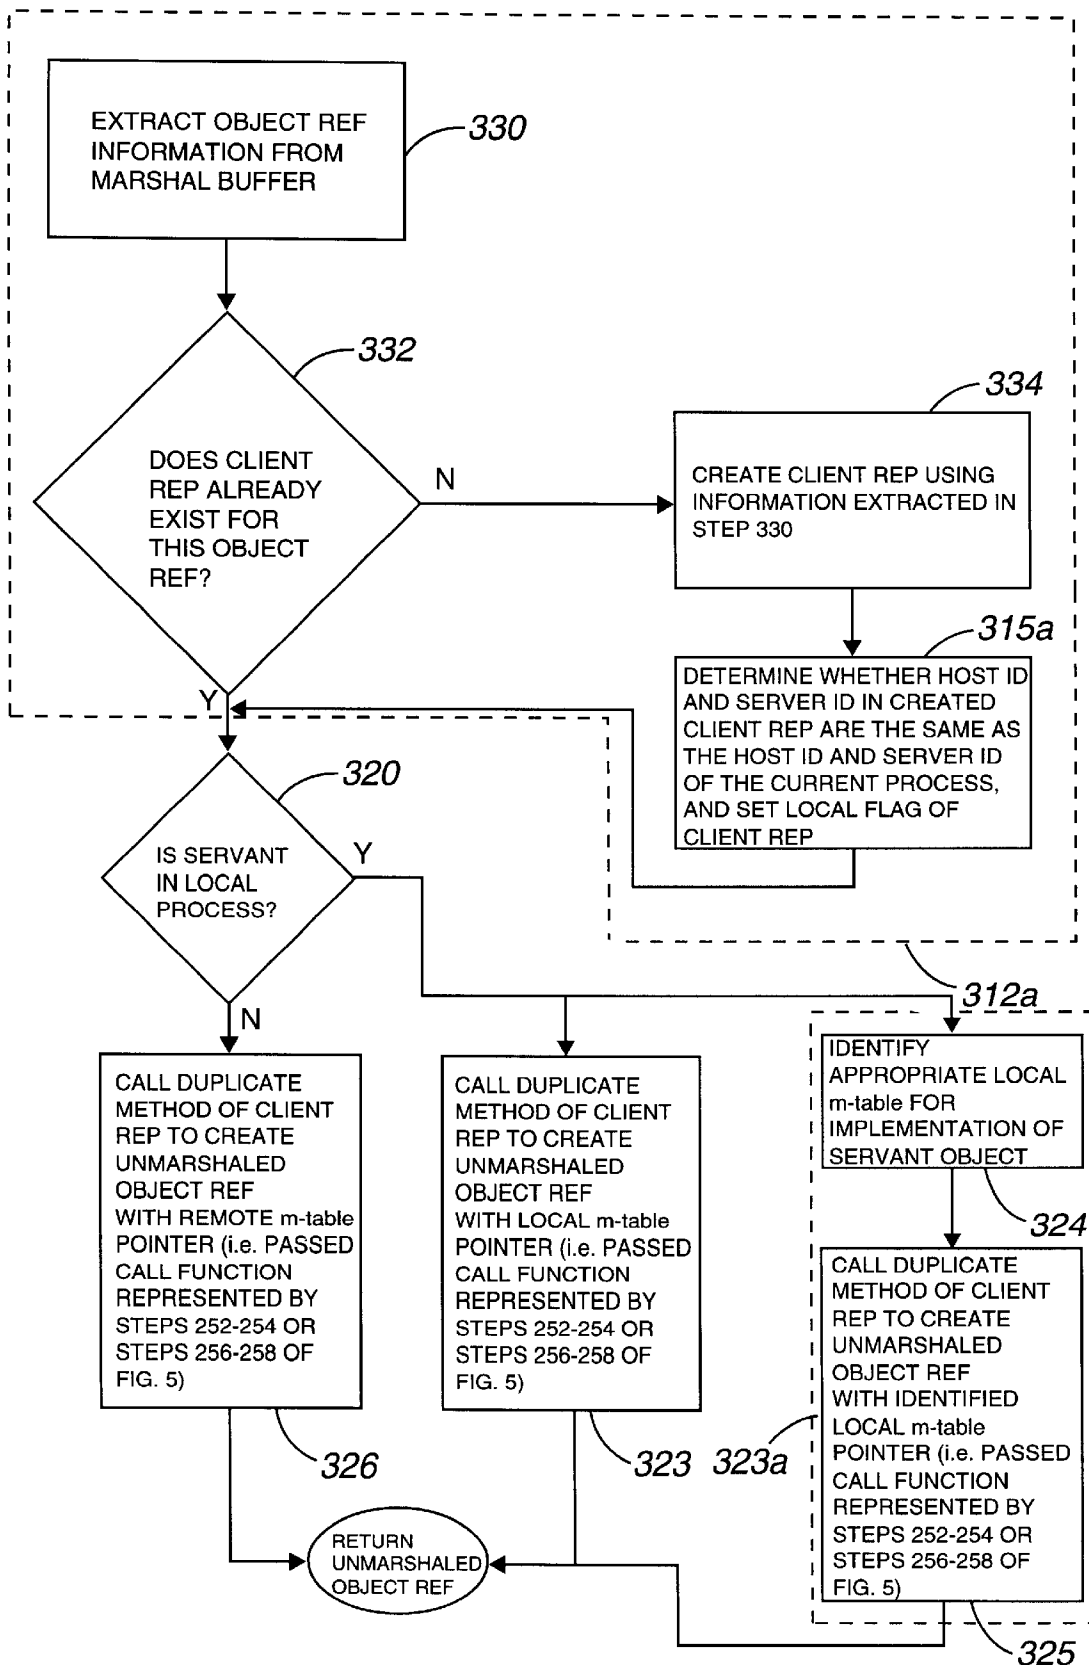 EXTRACT OBJECT REF
INFORMATION FROM
MARSHAL BUFFER
330
332
DOES CLIENT
REP ALREADY
EXIST FOR
THIS OBJECT
REF?
N
334
CREATE CLIENT REP USING
INFORMATION EXTRACTED IN
STEP 330
315a
DETERMINE WHETHER HOST ID
AND SERVER ID IN CREATED
CLIENT REP ARE THE SAME AS
THE HOST ID AND SERVER ID
OF THE CURRENT PROCESS,
AND SET LOCAL FLAG OF
CLIENT REP
Y
320
IS SERVANT
IN LOCAL
PROCESS?
Y
312a
N
CALL DUPLICATE
METHOD OF CLIENT
REP TO CREATE
UNMARSHALED
OBJECT REF
WITH REMOTE m-table
POINTER (i.e. PASSED
CALL FUNCTION
REPRESENTED BY
STEPS 252-254 OR
STEPS 256-258 OF
FIG. 5)
326
CALL DUPLICATE
METHOD OF CLIENT
REP TO CREATE
UNMARSHALED
OBJECT REF
WITH LOCAL m-table
POINTER (i.e. PASSED
CALL FUNCTION
REPRESENTED BY
STEPS 252-254 OR
STEPS 256-258 OF
FIG. 5)
323
IDENTIFY
APPROPRIATE LOCAL
m-table FOR
IMPLEMENTATION OF
SERVANT OBJECT
324
323a
CALL DUPLICATE
METHOD OF CLIENT
REP TO CREATE
UNMARSHALED
OBJECT REF
WITH IDENTIFIED
LOCAL m-table
POINTER (i.e. PASSED
CALL FUNCTION
REPRESENTED BY
STEPS 252-254 OR
STEPS 256-258 OF
FIG. 5)
325
RETURN
UNMARSHALED
OBJECT REF